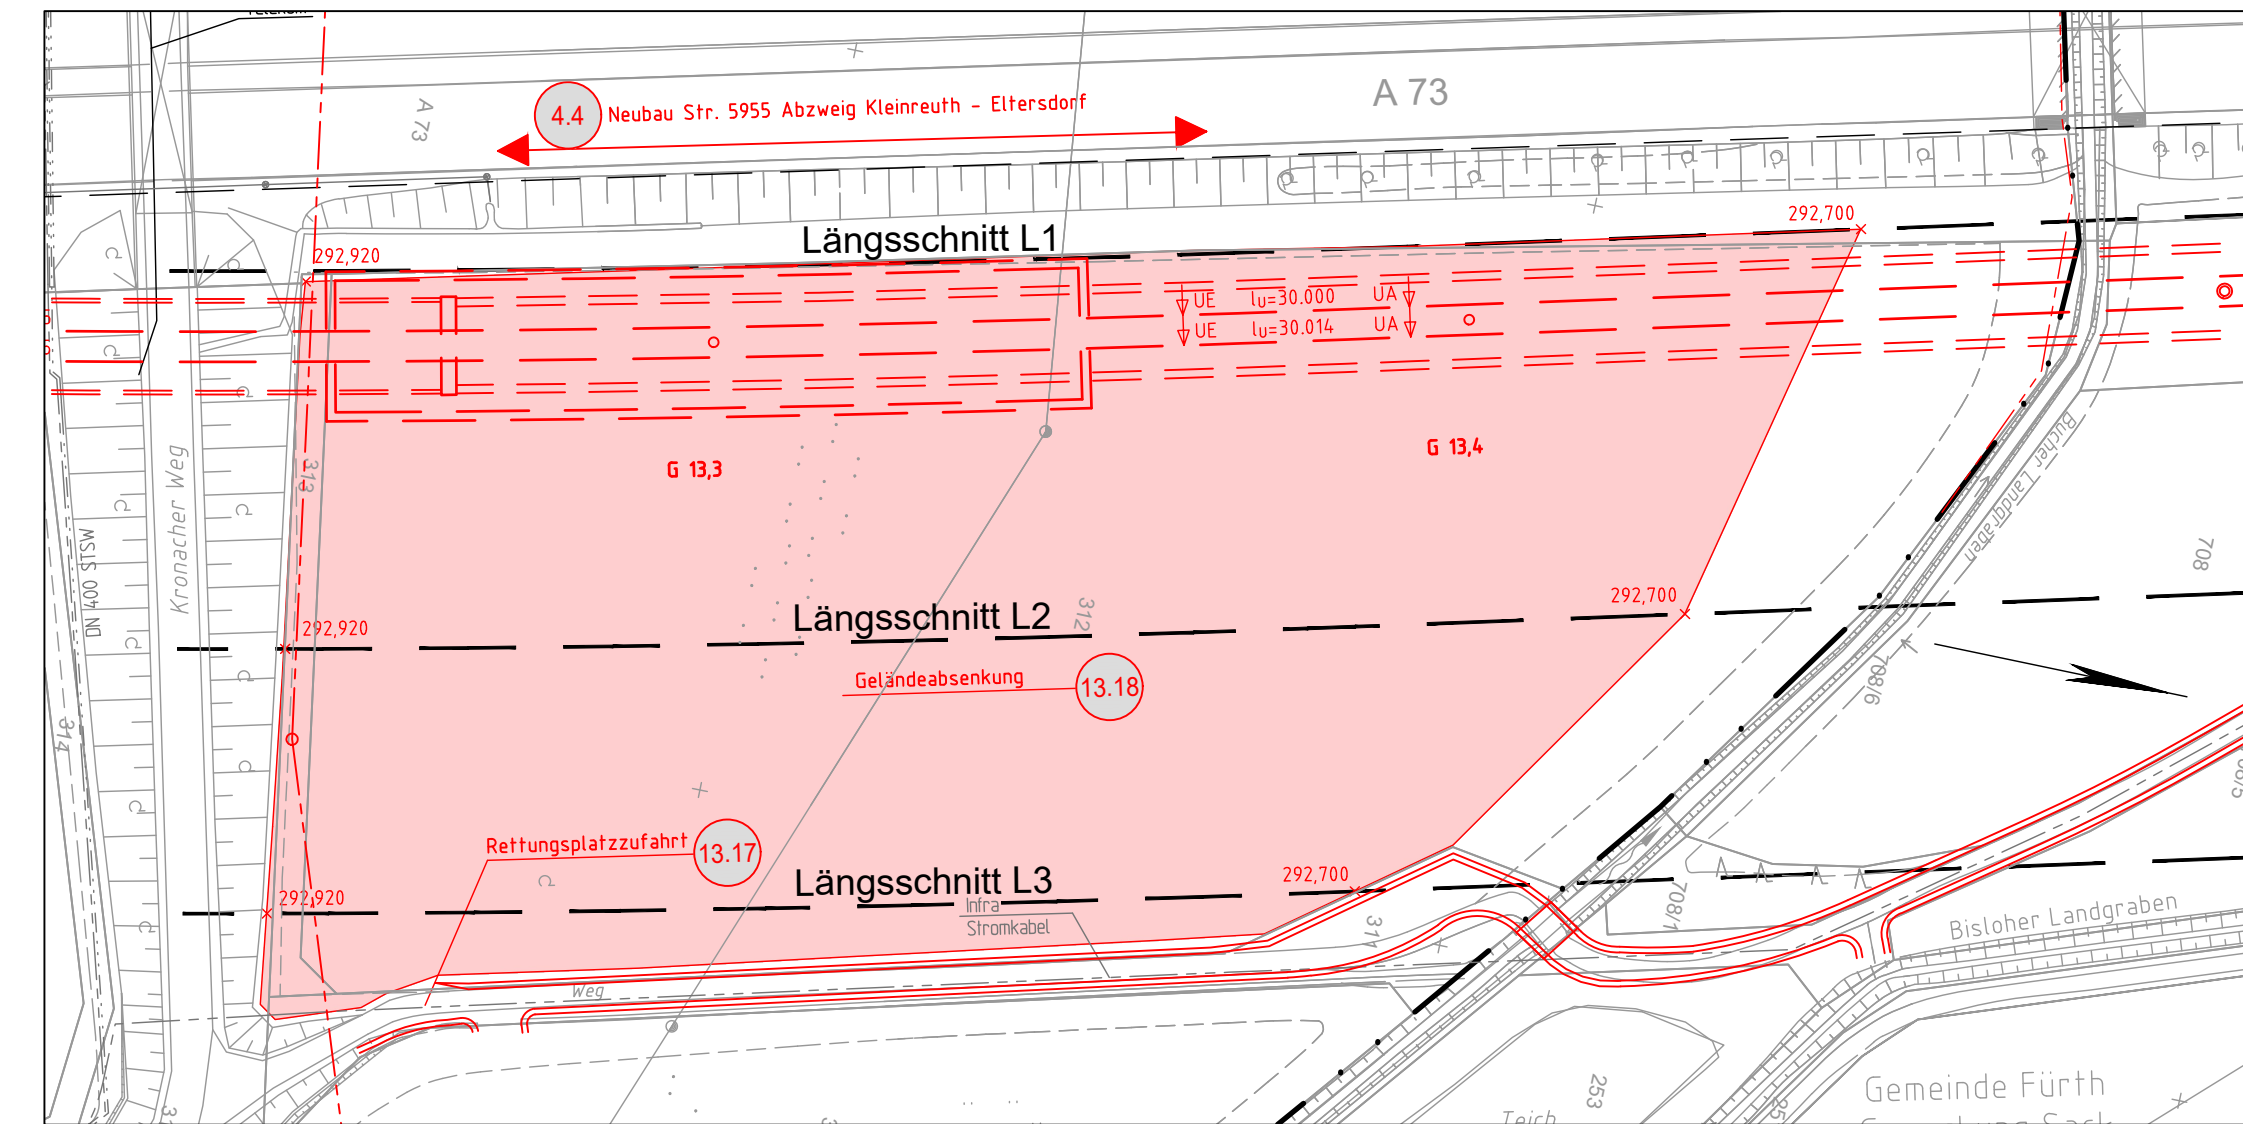 A 73
A 73
4.4
Neubau Str. 5955 Abzweig Kleinreuth - Eltersdorf
292,700
Längsschnitt L1
292,920
UE
lu=30.000
UA
UE
lu=30.014
UA
G 13,3
G 13,4
313
Kronacher Weg
DN 400 STSW
Bucher Landgraben
708
292,700
Längsschnitt L2
312
292,920
Geländeabsenkung
13.18
708/6
314
Rettungsplatzzufahrt
13.17
292,700
Längsschnitt L3
292,920
Infra
Stromkabel
311
708/1
Bisloher Landgraben
Weg
253
Gemeinde Fürth
Teich